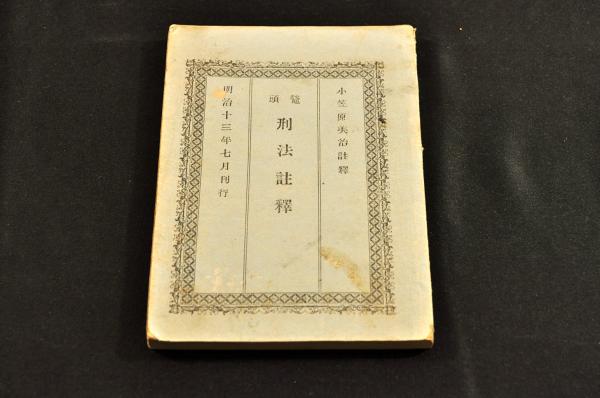 小笠原美治註釋
鼇頭
刑法註釋
明治十三年七月刊行